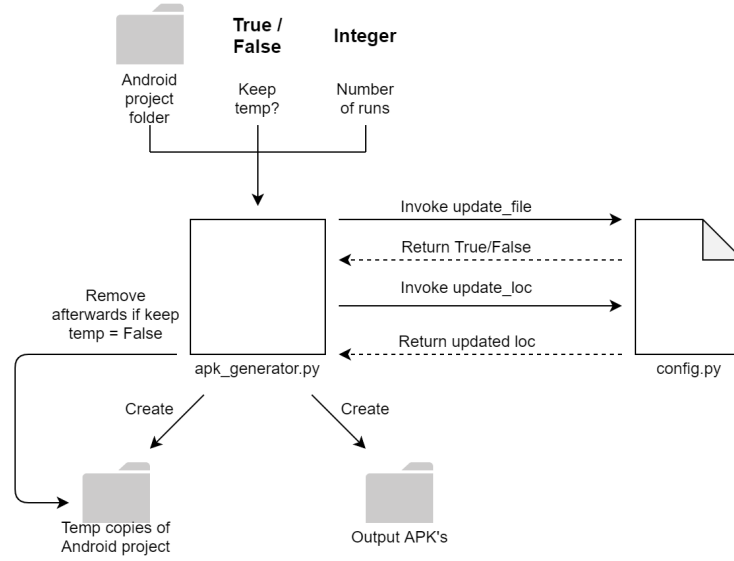 True /
False
Integer
Android
project
folder
Keep
temp?
Number
of runs
Invoke update_file
Return True/False
Invoke update_loc
Return updated loc
Remove
afterwards if keep
temp = False
apk_generator.py
config.py
Create
Create
Temp copies of
Android project
Output APK's